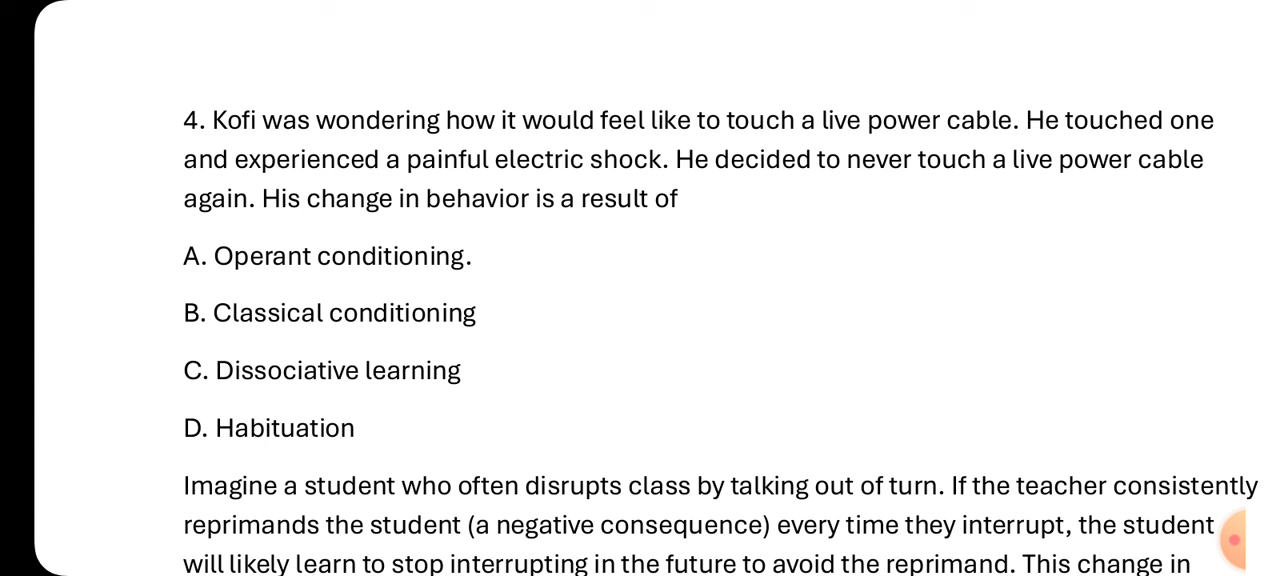 4. Kofi was wondering how it would feel like to touch a live power cable. He touched one
and experienced a painful electric shock. He decided to never touch a live power cable
again. His change in behavior is a result of
A. Operant conditioning.
B. Classical conditioning
C. Dissociative learning
D. Habituation
Imagine a student who often disrupts class by talking out of turn. If the teacher consistently
reprimands the student (a negative consequence) every time they interrupt, the student
will likely learn to stop interrupting in the future to avoid the reprimand. This change in